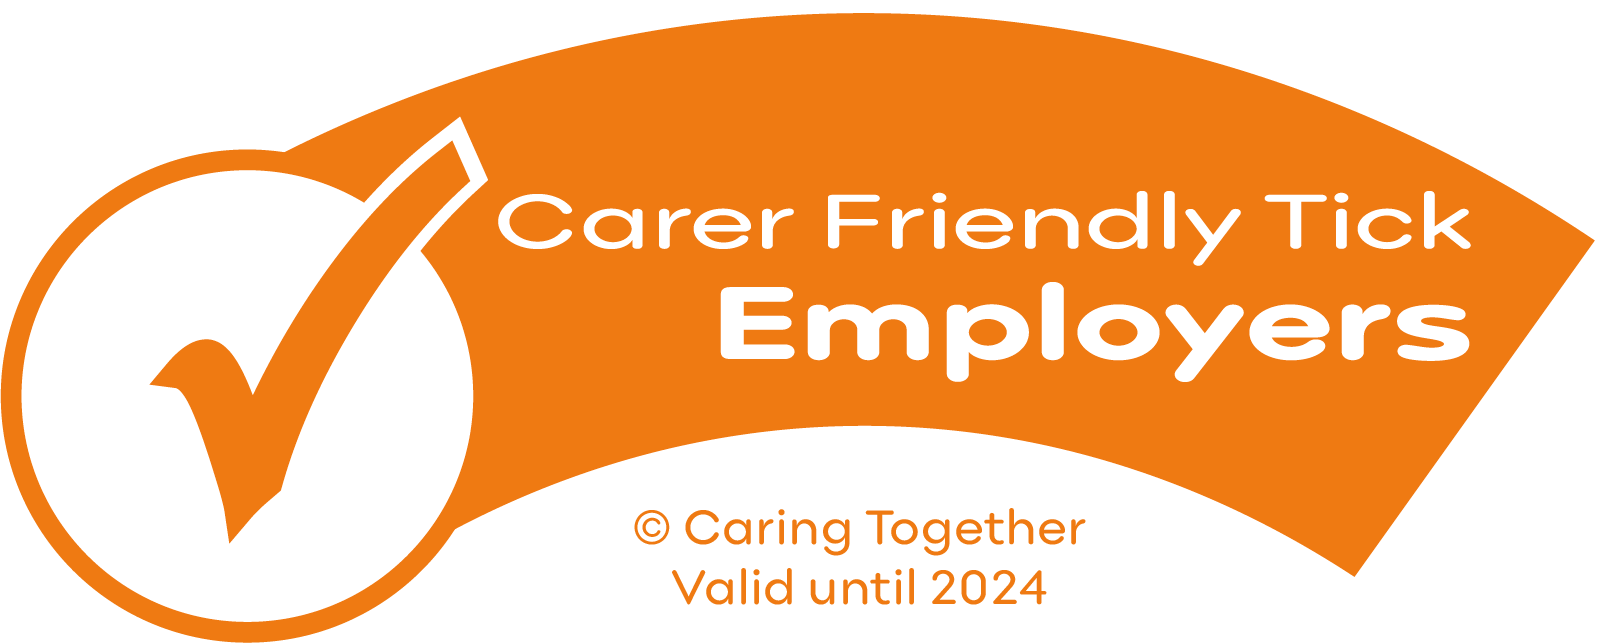 Carer Friendly Tick
Employers
© Caring Together
Valid until 2024